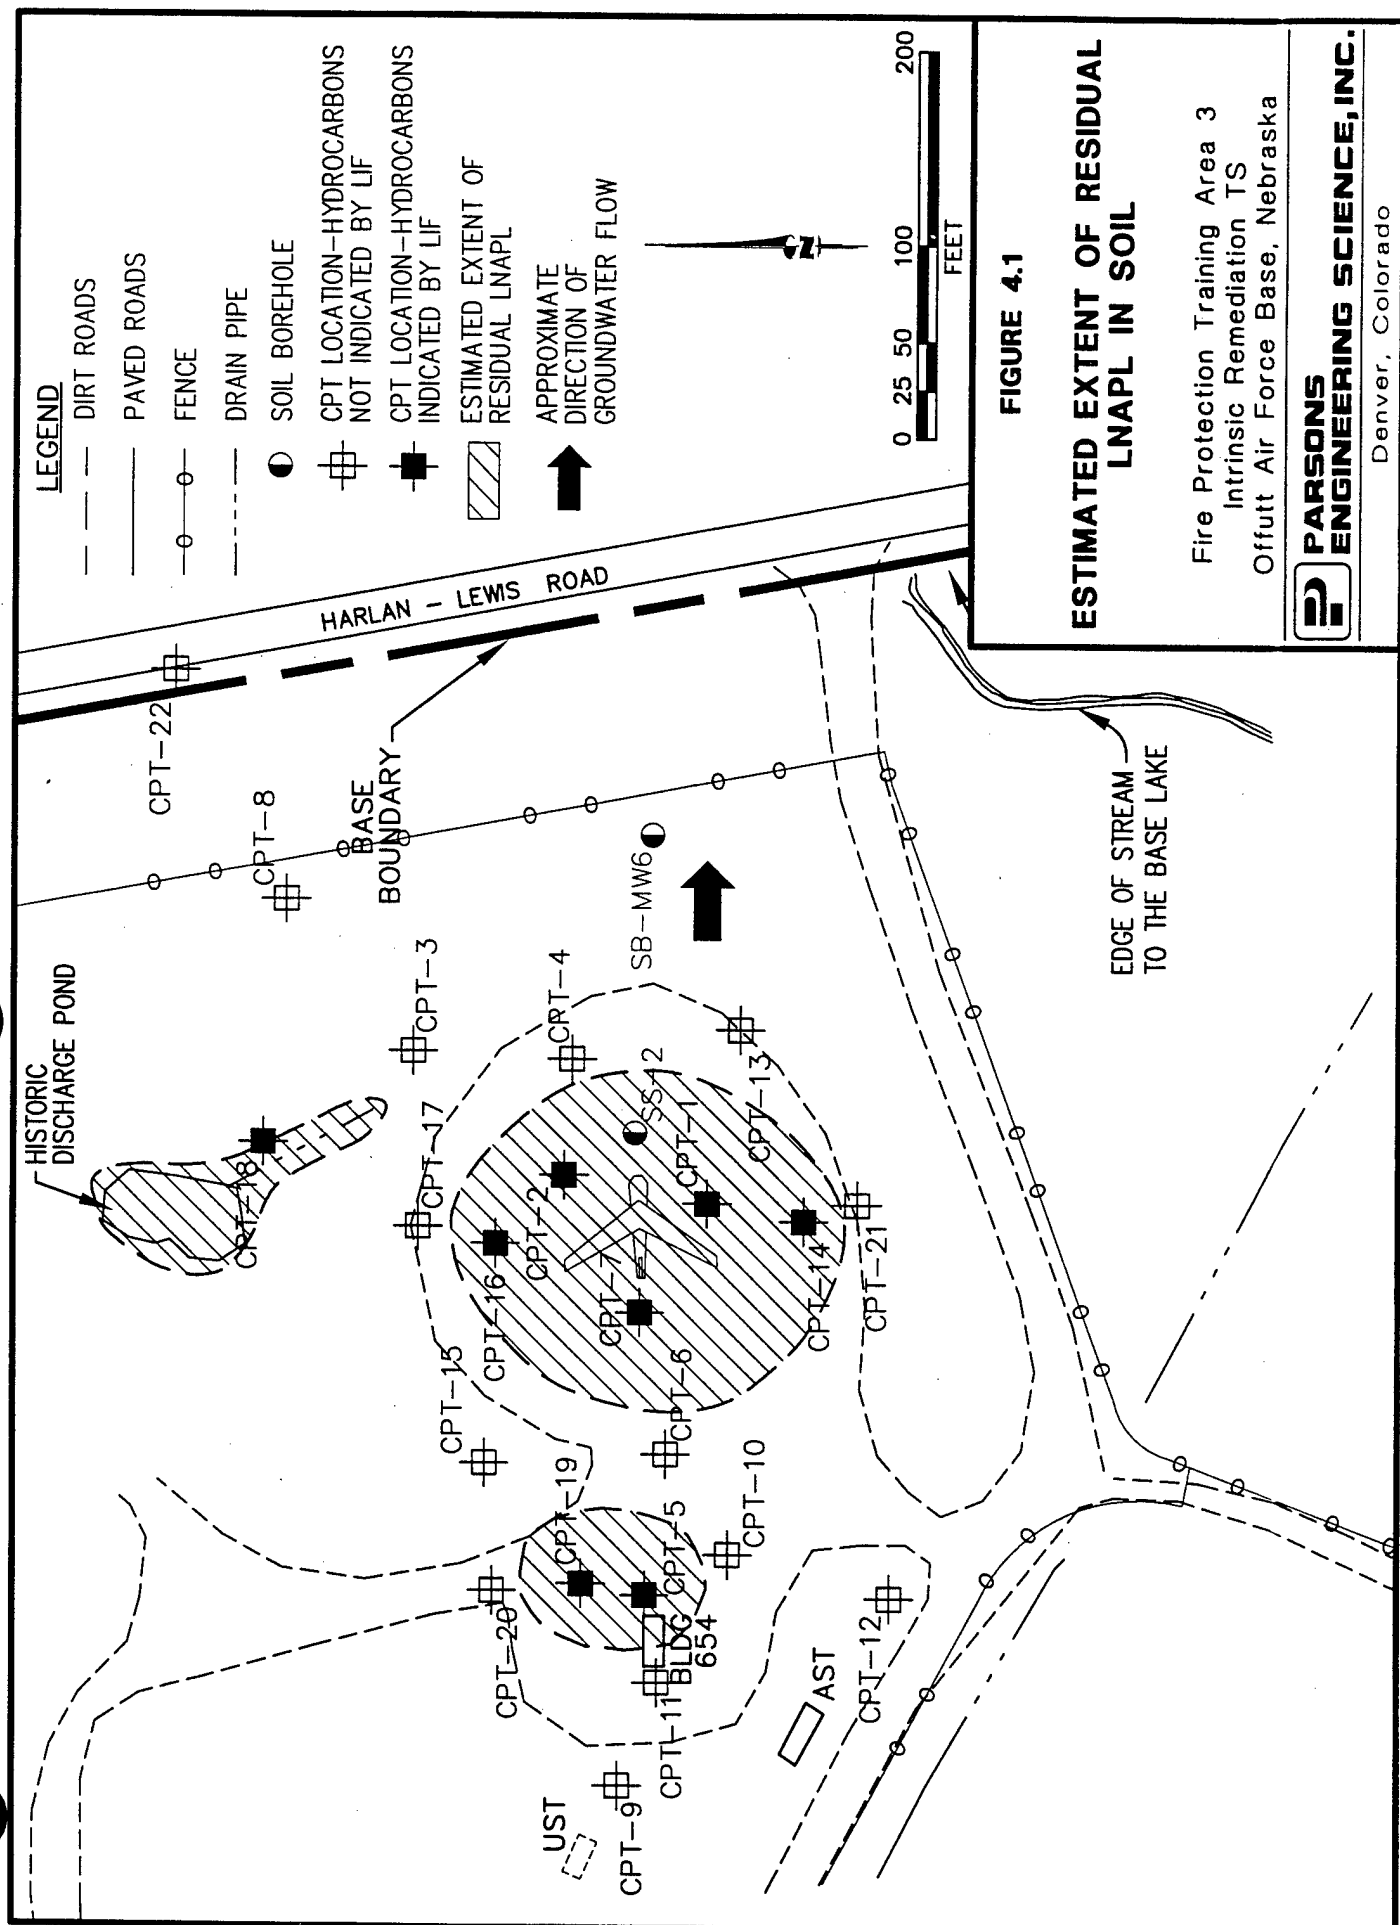 LEGEND
DIRT ROADS
PAVED ROADS
FENCE
DRAIN PIPE
SOIL BOREHOLE
CPT LOCATION-HYDROCARBONS
NOT INDICATED BY LIF
CPT LOCATION-HYDROCARBONS
INDICATED BY LIF
ESTIMATED EXTENT OF
RESIDUAL LNAPL
APPROXIMATE
DIRECTION OF
GROUNDWATER FLOW
N
0 25 50 100 200
FEET
HISTORIC
DISCHARGE POND
CPT-22
CPT-8
HARLAN - LEWIS ROAD
BASE
BOUNDARY
CPT-18
CPT-3
CPT-17
CPT-4
SB-MW6
SS-2
CPT-2
CPT-1
CPT-13
CPT-16
CPT-7
CPT-14
CPT-21
CPT-15
CPT-6
CPT-19
CPT-5
CPT-10
CPT-20
BLDG
654
CPT-11
CPT-12
AST
UST
CPT-9
EDGE OF STREAM
TO THE BASE LAKE
FIGURE 4.1
ESTIMATED EXTENT OF RESIDUAL
LNAPL IN SOIL
Fire Protection Training Area 3
Intrinsic Remediation TS
Offutt Air Force Base, Nebraska
PARSONS
ENGINEERING SCIENCE, INC.
Denver, Colorado